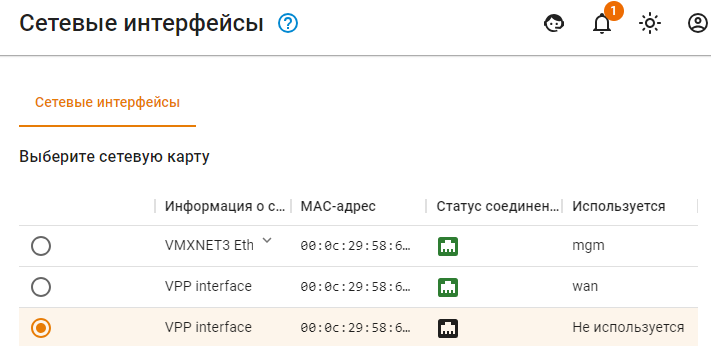 Сетевые интерфейсы ?
1
Сетевые интерфейсы
Выберите сетевую карту
Информация о с... MAC-адрес Статус соединен... Используется
VMXNET3 Eth 00:0c:29:58:6... mgm
VPP interface 00:0c:29:58:6... wan
VPP interface 00:0c:29:58:6... Не используется